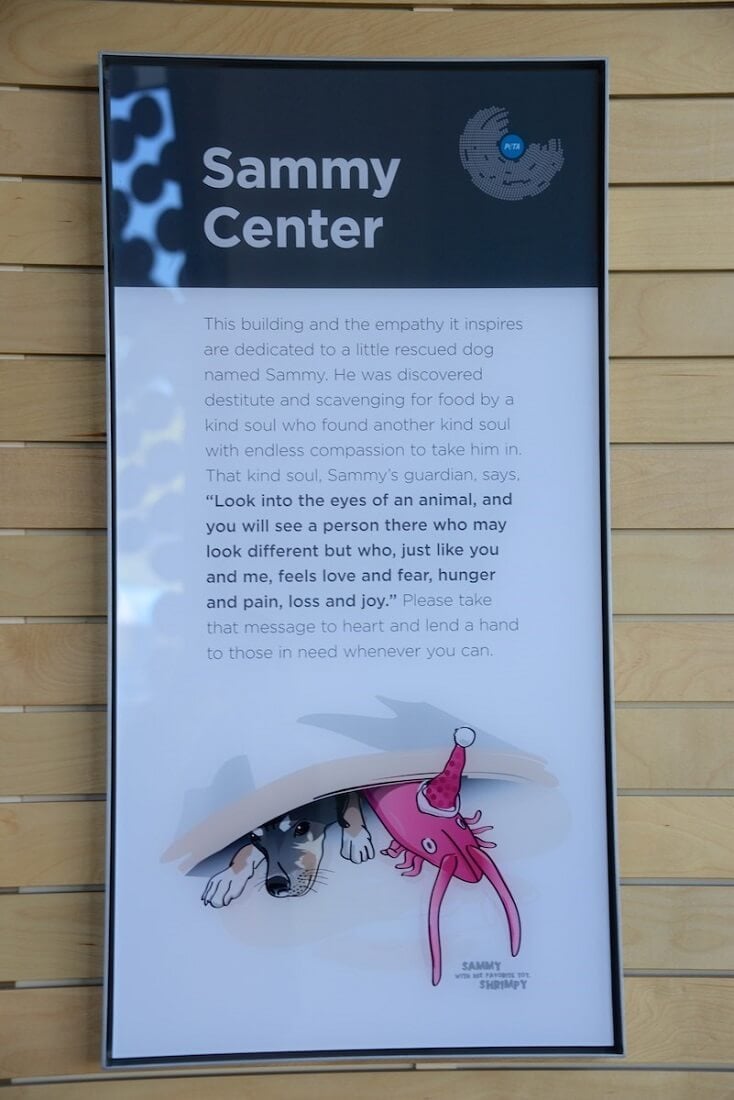 Sammy
Center
PETA
This building and the empathy it inspires
are dedicated to a little rescued dog
named Sammy. He was discovered
destitute and scavenging for food by a
kind soul who found another kind soul
with endless compassion to take him in.
That kind soul, Sammy’s guardian, says,
“Look into the eyes of an animal, and
you will see a person there who may
look different but who, just like you
and me, feels love and fear, hunger
and pain, loss and joy.” Please take
that message to heart and lend a hand
to those in need whenever you can.
SAMMY
WITH HIS FAVORITE TOY,
SHRIMPY